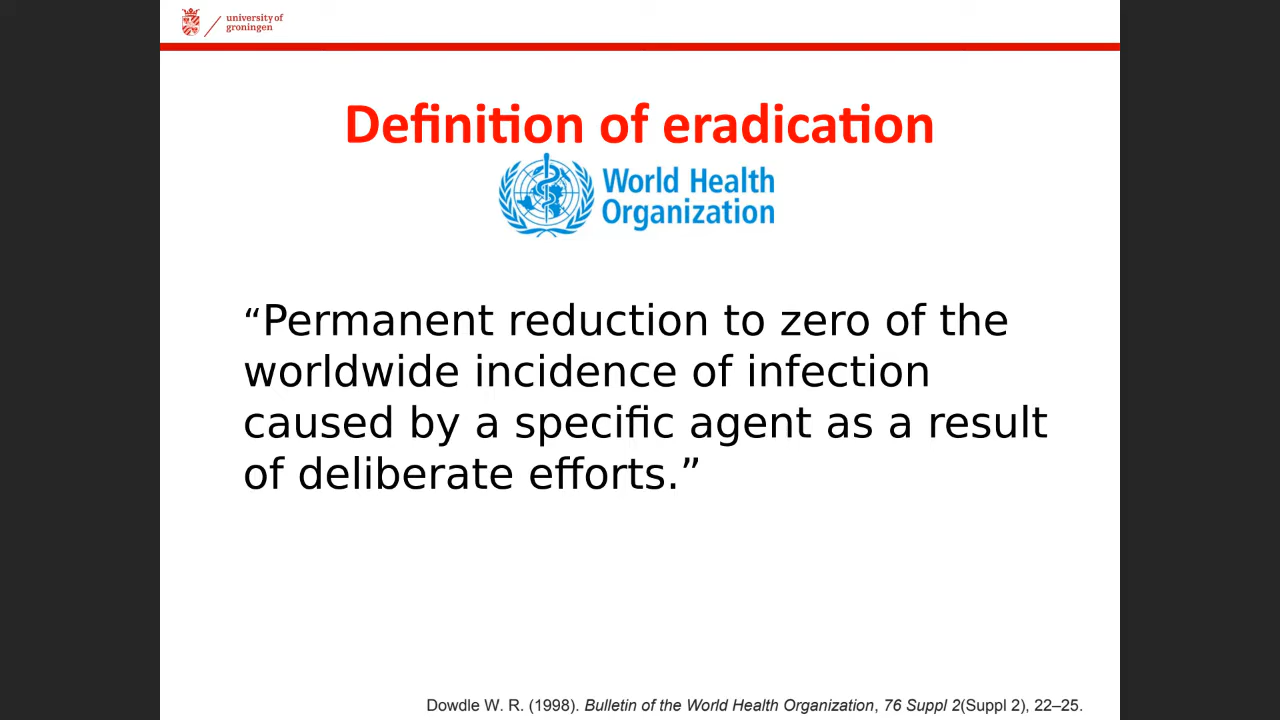 university of
groningen
Definition of eradication
World Health
Organization
“Permanent reduction to zero of the
worldwide incidence of infection
caused by a specific agent as a result
of deliberate efforts.”
Dowdle W. R. (1998). Bulletin of the World Health Organization, 76 Suppl 2(Suppl 2), 22–25.